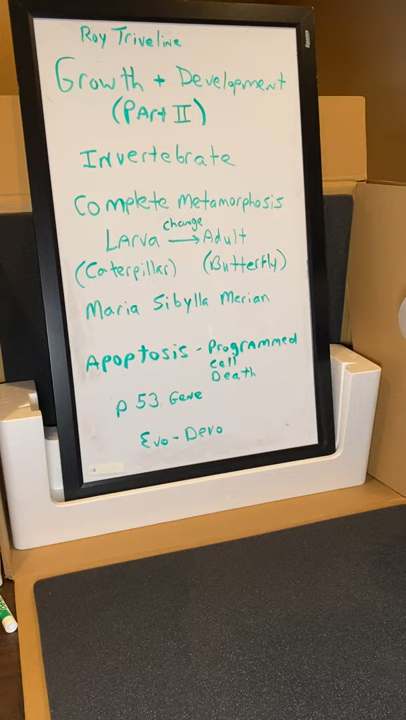 Roy Triveline
Growth + Development
(Part II)
Invertebrate
Complete Metamorphosis
change
Larva → Adult
(Caterpillar) (Butterfly)
Maria Sibylla Merian
Apoptosis - Programmed
Cell
Death
p 53 Gene
Evo-Devo